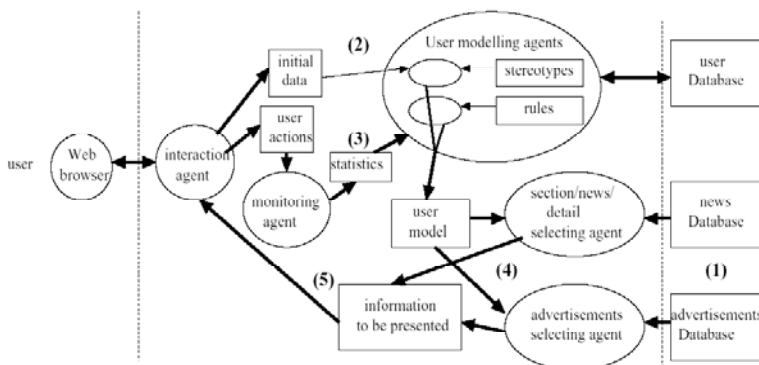 user
Web
browser
interaction
agent
initial
data
(2)
user
actions
(3)
statistics
monitoring
agent
User modelling agents
stereotypes
rules
user
Database
user
model
section/news/
detail
selecting agent
news
Database
(1)
(4)
(5)
information
to be presented
advertisements
selecting agent
advertisements
Database